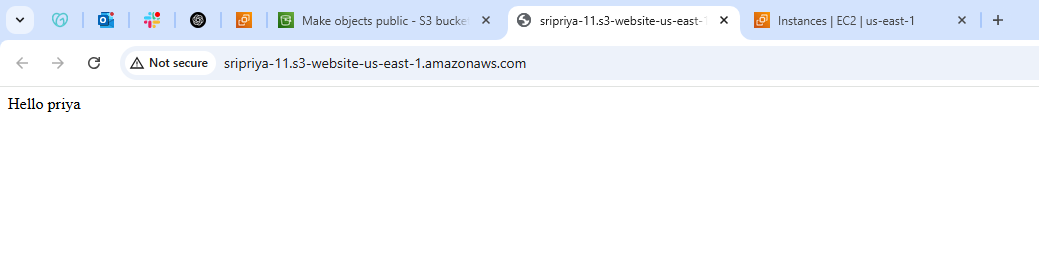 Make objects public - S3 bucke
sripriya-11.s3-website-us-east-1
Instances | EC2 | us-east-1
Not secure
sripriya-11.s3-website-us-east-1.amazonaws.com
Hello priya